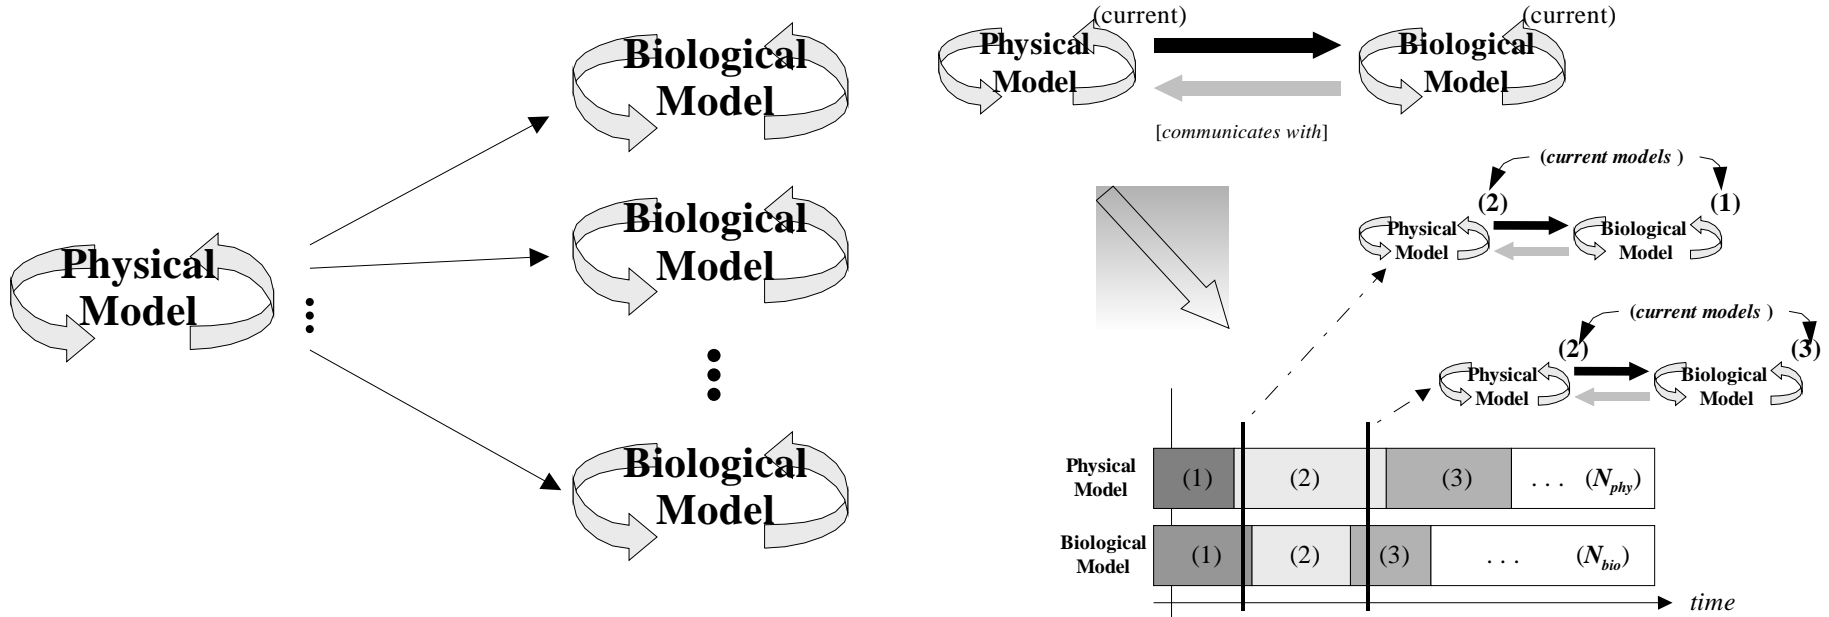 Physical
Model
Biological
Model
Biological
Model
Biological
Model
(current)
(current)
Physical
Model
Biological
Model
[communicates with]
(current models )
(2)
(1)
Physical
Model
Biological
Model
(current models )
(2)
(3)
Physical
Model
Biological
Model
Physical
Model
(1)
(2)
(3)
. . . (Nphy)
Biological
Model
(1)
(2)
(3)
. . . (Nbio)
time